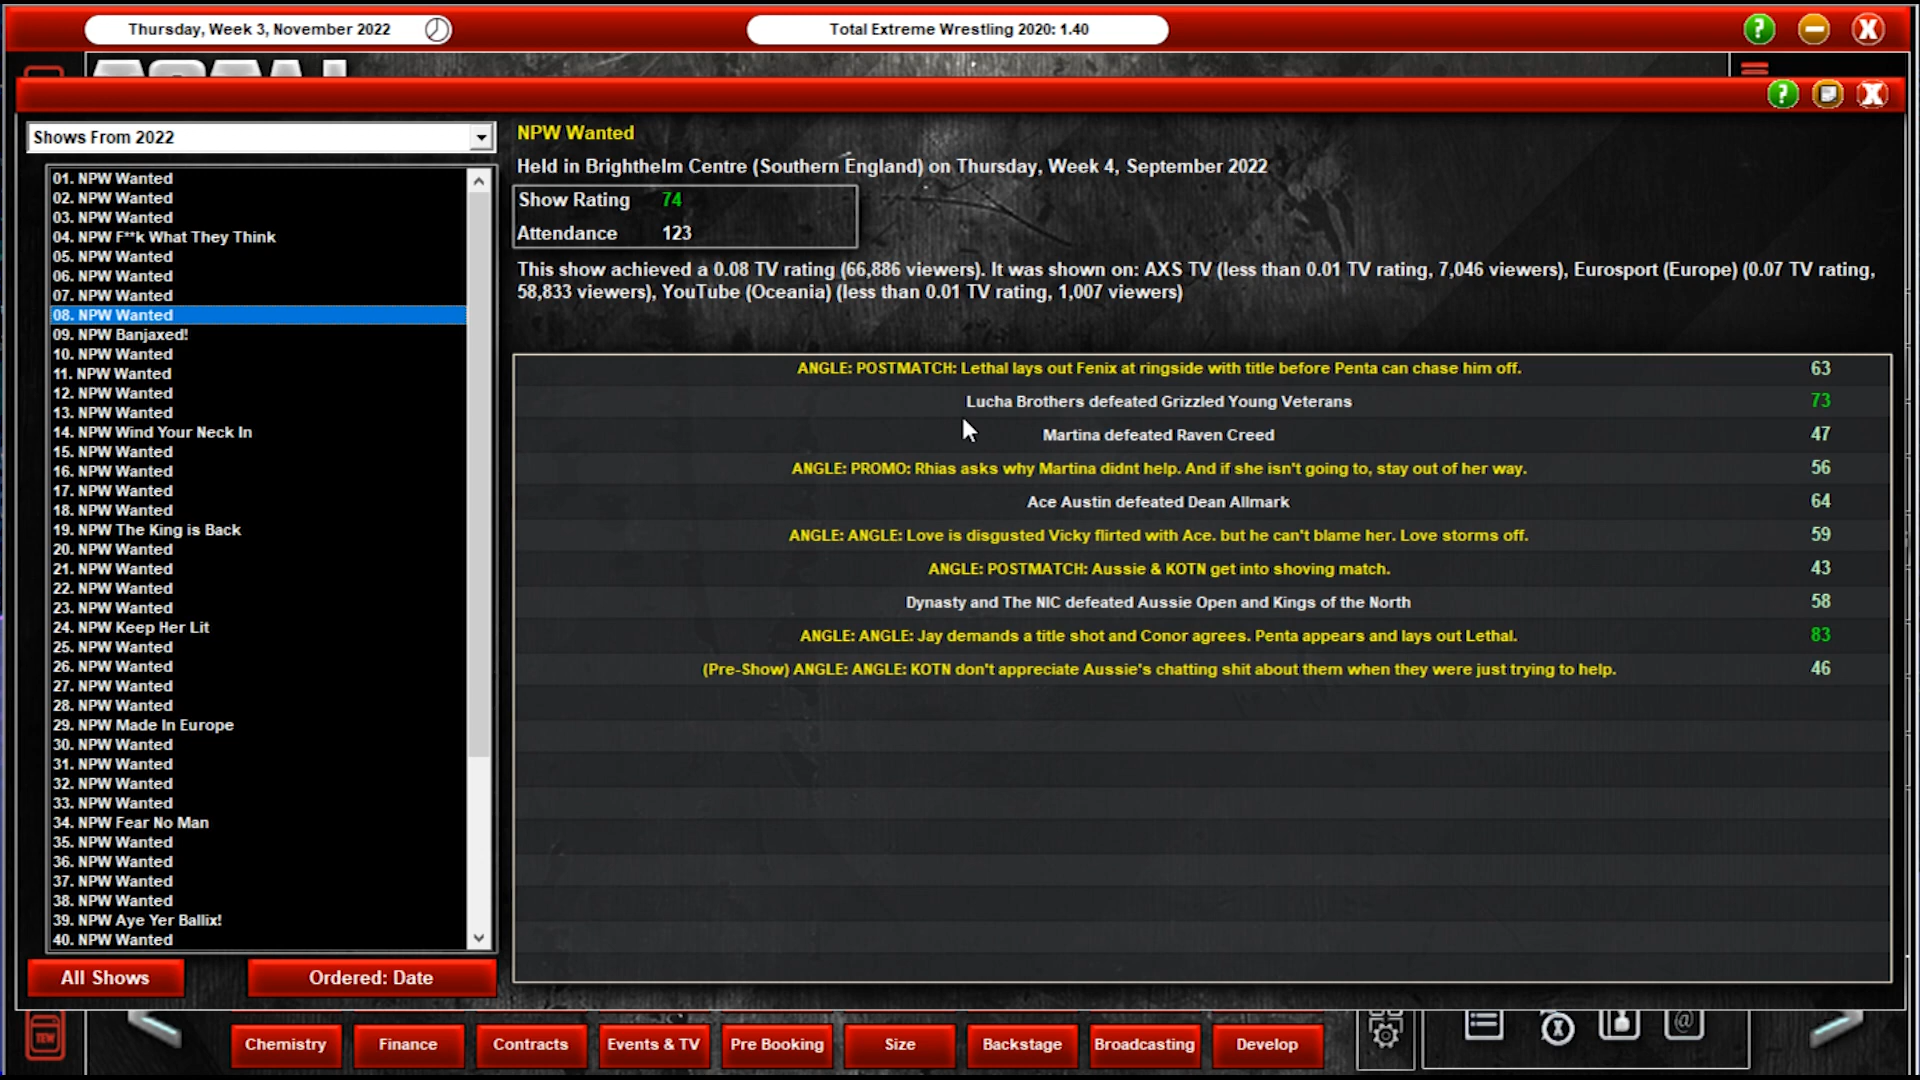 Thursday, Week 3, November 2022
Total Extreme Wrestling 2020: 1.40
Shows From 2022
01. NPW Wanted
02. NPW Wanted
03. NPW Wanted
04. NPW F**k What They Think
05. NPW Wanted
06. NPW Wanted
07. NPW Wanted
08. NPW Wanted
09. NPW Banjaxed!
10. NPW Wanted
11. NPW Wanted
12. NPW Wanted
13. NPW Wanted
14. NPW Wind Your Neck In
15. NPW Wanted
16. NPW Wanted
17. NPW Wanted
18. NPW Wanted
19. NPW The King is Back
20. NPW Wanted
21. NPW Wanted
22. NPW Wanted
23. NPW Wanted
24. NPW Keep Her Lit
25. NPW Wanted
26. NPW Wanted
27. NPW Wanted
28. NPW Wanted
29. NPW Made In Europe
30. NPW Wanted
31. NPW Wanted
32. NPW Wanted
33. NPW Wanted
34. NPW Fear No Man
35. NPW Wanted
36. NPW Wanted
37. NPW Wanted
38. NPW Wanted
39. NPW Aye Yer Ballix!
40. NPW Wanted
All Shows
Ordered: Date
NPW Wanted
Held in Brighthelm Centre (Southern England) on Thursday, Week 4, September 2022
Show Rating 74
Attendance 123
This show achieved a 0.08 TV rating (66,886 viewers). It was shown on: AXS TV (less than 0.01 TV rating, 7,046 viewers), Eurosport (Europe) (0.07 TV rating,
58,833 viewers), YouTube (Oceania) (less than 0.01 TV rating, 1,007 viewers)
ANGLE: POSTMATCH: Lethal lays out Fenix at ringside with title before Penta can chase him off. 63
Lucha Brothers defeated Grizzled Young Veterans 73
Martina defeated Raven Creed 47
ANGLE: PROMO: Rhias asks why Martina didnt help. And if she isn't going to, stay out of her way. 56
Ace Austin defeated Dean Allmark 64
ANGLE: ANGLE: Love is disgusted Vicky flirted with Ace. but he can't blame her. Love storms off. 59
ANGLE: POSTMATCH: Aussie & KOTN get into shoving match. 43
Dynasty and The NIC defeated Aussie Open and Kings of the North 58
ANGLE: ANGLE: Jay demands a title shot and Conor agrees. Penta appears and lays out Lethal. 83
(Pre-Show) ANGLE: ANGLE: KOTN don't appreciate Aussie's chatting shit about them when they were just trying to help. 46
TEW
Chemistry
Finance
Contracts
Events & TV
Pre Booking
Size
Backstage
Broadcasting
Develop